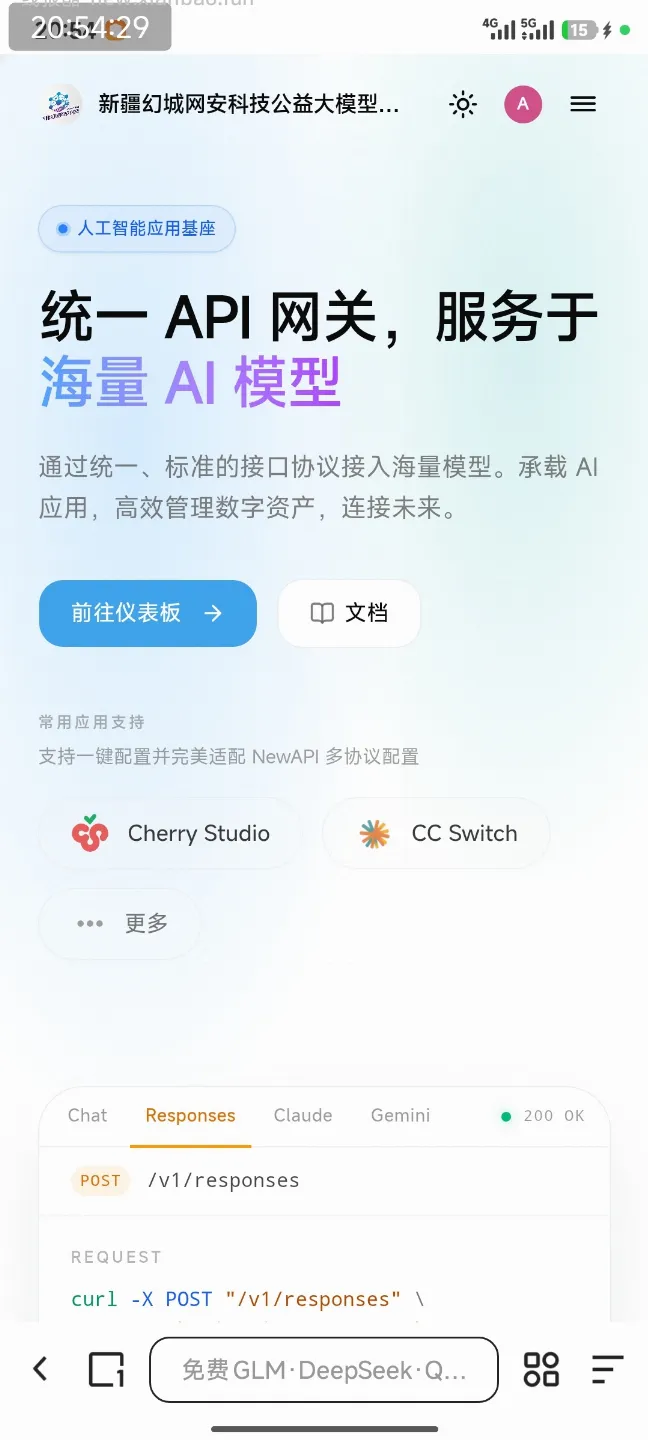 20:54:29
4G 5G 15
新疆幻城网安科技公益大模型...
A
人工智能应用基座
统一 API 网关，服务于
海量 AI 模型
通过统一、标准的接口协议接入海量模型。承载 AI
应用，高效管理数字资产，连接未来。
前往仪表板 →
文档
常用应用支持
支持一键配置并完美适配 NewAPI 多协议配置
Cherry Studio
CC Switch
••• 更多
Chat Responses Claude Gemini 200 OK
POST /v1/responses
REQUEST
curl -X POST "/v1/responses" \
1
免费GLM·DeepSeek·Q...